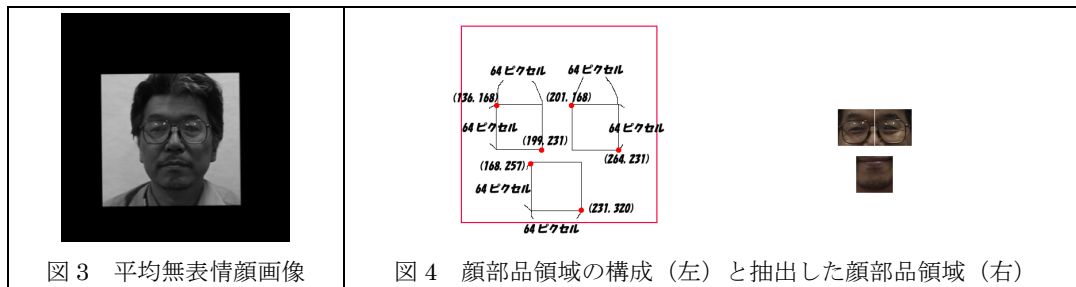 64ピクセル 64ピクセル
(136, 168) (201, 168)
64ピクセル 64ピクセル
(199, 231)
(264, 231)
(168, 257)
64ピクセル
(231, 320)
64ピクセル
図3 平均無表情顔画像
図4 顔部品領域の構成（左）と抽出した顔部品領域（右）